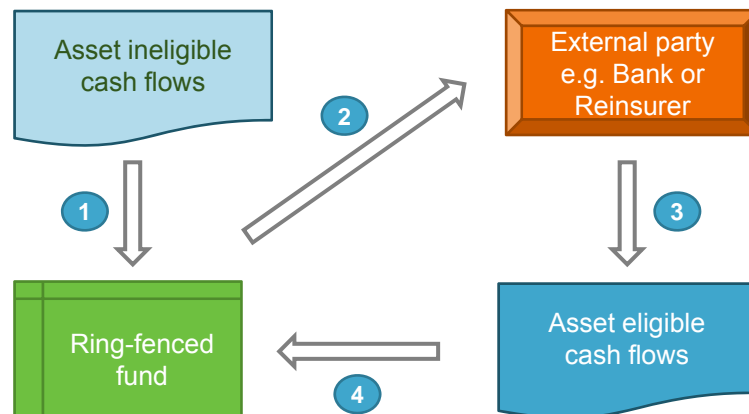 Asset ineligible
cash flows
External party
e.g. Bank or
Reinsurer
2
1
3
Ring-fenced
fund
Asset eligible
cash flows
4